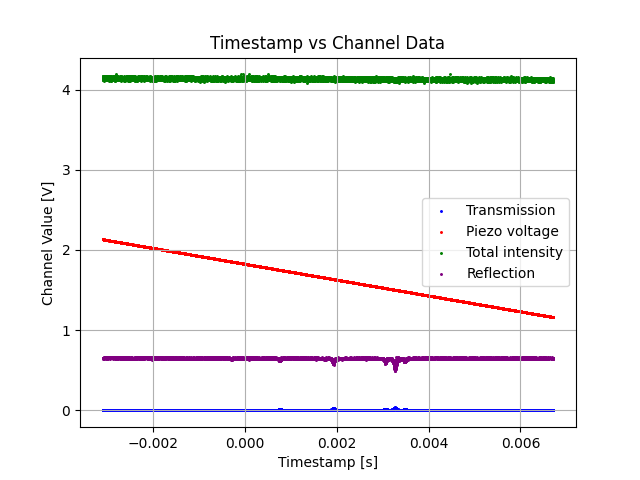 Timestamp vs Channel Data
Channel Value [V]
4
3
2
1
0
Transmission
Piezo voltage
Total intensity
Reflection
−0.002
0.000
0.002
0.004
0.006
Timestamp [s]